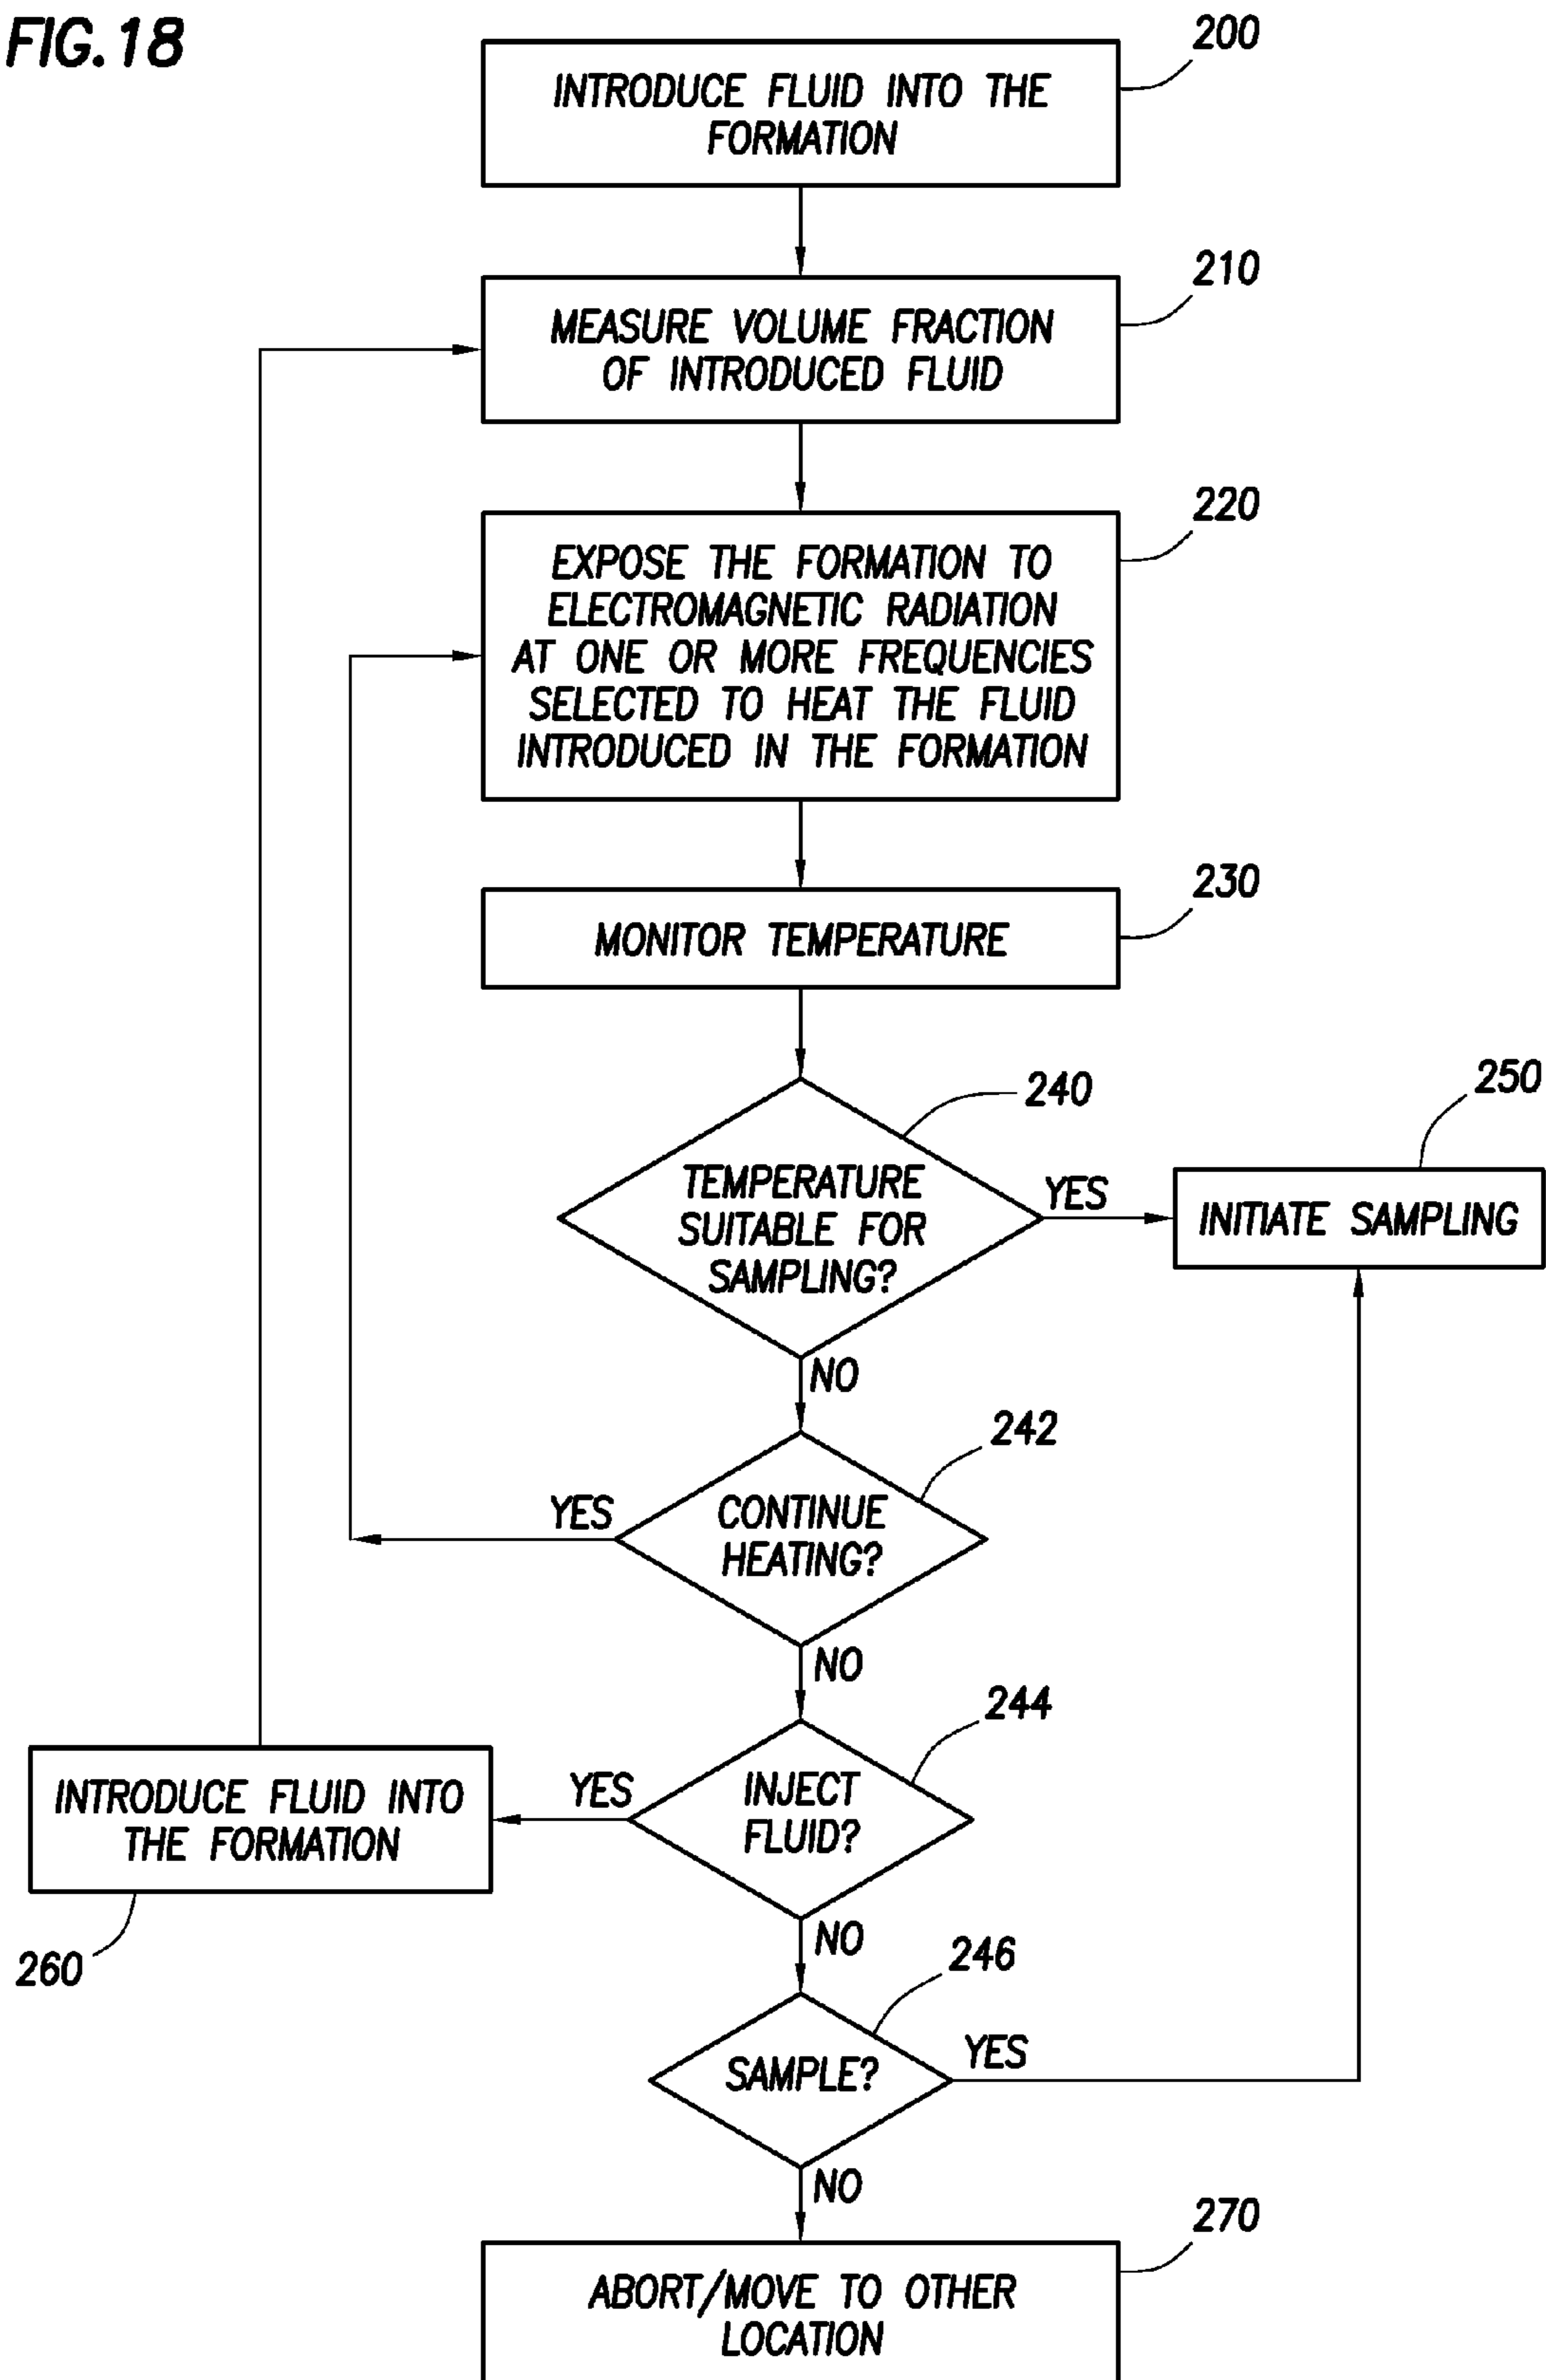 FIG.18
200
INTRODUCE FLUID INTO THE
FORMATION
210
MEASURE VOLUME FRACTION
OF INTRODUCED FLUID
220
EXPOSE THE FORMATION TO
ELECTROMAGNETIC RADIATION
AT ONE OR MORE FREQUENCIES
SELECTED TO HEAT THE FLUID
INTRODUCED IN THE FORMATION
230
MONITOR TEMPERATURE
240
TEMPERATURE
SUITABLE FOR
SAMPLING?
YES
250
INITIATE SAMPLING
NO
242
CONTINUE
HEATING?
YES
NO
244
INJECT
FLUID?
YES
INTRODUCE FLUID INTO
THE FORMATION
260
NO
246
SAMPLE?
YES
NO
270
ABORT/MOVE TO OTHER
LOCATION